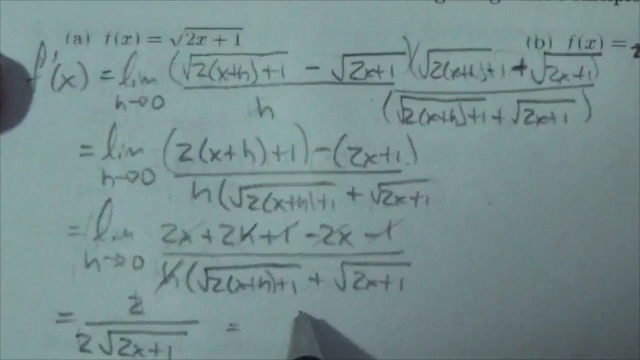 (a) f(x) = √(2x + 1) (b) f(x) =
f'(x) = lim h→0 (√(2(x+h)+1) - √(2x+1))(√(2(x+h)+1) + √(2x+1)) / h (√(2(x+h)+1) + √(2x+1))
= lim h→0 (2(x+h)+1) - (2x+1) / h(√(2(x+h)+1) + √(2x+1)
= lim h→0 2x + 2h + 1 - 2x - 1 / h(√(2(x+h)+1) + √(2x+1)
= 2 / 2√(2x+1) =